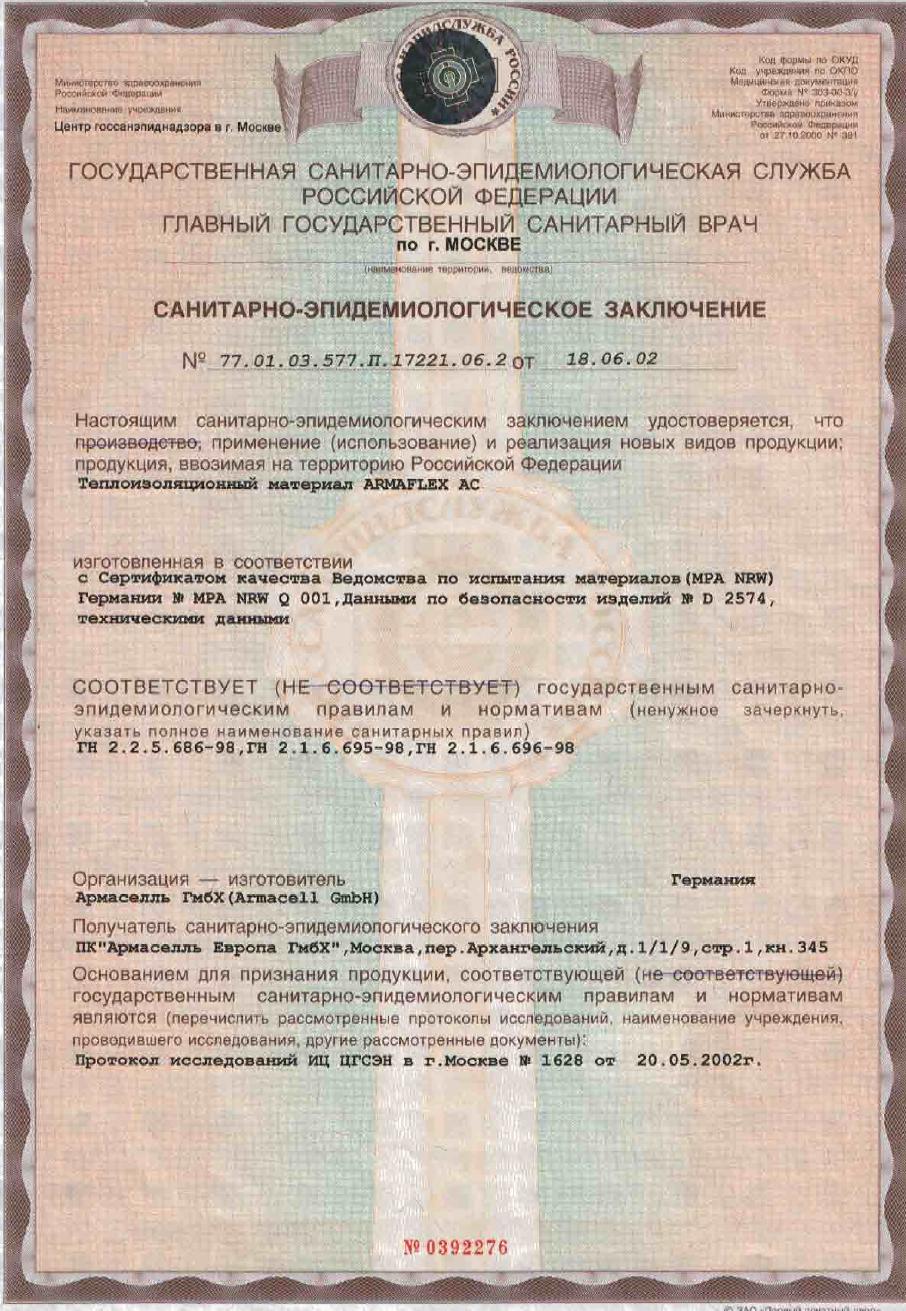 САНЭПИДСЛУЖБА РОССИИ
Министерство здравоохранения
Российской Федерации
Наименование учреждения
Центр госсанэпиднадзора в г. Москве
Код формы по ОКУД
Код учреждения по ОКПО
Медицинская документация
Форма № 303-00-3/у
Утверждено приказом
Министерства здравоохранения
Российской Федерации
от 27.10.2000 № 381
ГОСУДАРСТВЕННАЯ САНИТАРНО-ЭПИДЕМИОЛОГИЧЕСКАЯ СЛУЖБА
РОССИЙСКОЙ ФЕДЕРАЦИИ
ГЛАВНЫЙ ГОСУДАРСТВЕННЫЙ САНИТАРНЫЙ ВРАЧ
по г. МОСКВЕ
(наименование территории, ведомства)
САНИТАРНО-ЭПИДЕМИОЛОГИЧЕСКОЕ ЗАКЛЮЧЕНИЕ
№ 77.01.03.577.П.17221.06.2 от 18.06.02
Настоящим санитарно-эпидемиологическим заключением удостоверяется, что
производство, применение (использование) и реализация новых видов продукции;
продукция, ввозимая на территорию Российской Федерации
Теплоизоляционный материал ARMAFLEX AC
изготовленная в соответствии
с Сертификатом качества Ведомства по испытания материалов(MPA NRW)
Германии № MPA NRW Q 001,Данными по безопасности изделий № D 2574,
техническими данными
СООТВЕТСТВУЕТ (НЕ СООТВЕТСТВУЕТ) государственным санитарно-
эпидемиологическим правилам и нормативам (ненужное зачеркнуть,
указать полное наименование санитарных правил)
ГН 2.2.5.686-98,ГН 2.1.6.695-98,ГН 2.1.6.696-98
Организация — изготовитель Германия
Армаселль ГмбХ(Armacell GmbH)
Получатель санитарно-эпидемиологического заключения
ПК"Армаселль Европа ГмбХ",Москва,пер.Архангельский,д.1/1/9,стр.1,кн.345
Основанием для признания продукции, соответствующей (не соответствующей)
государственным санитарно-эпидемиологическим правилам и нормативам
являются (перечислить рассмотренные протоколы исследований, наименование учреждения,
проводившего исследования, другие рассмотренные документы):
Протокол исследований ИЦ ЦГСЭН в г.Москве № 1628 от 20.05.2002г.
№ 0392276
© ЗАО «Первый печатный двор»